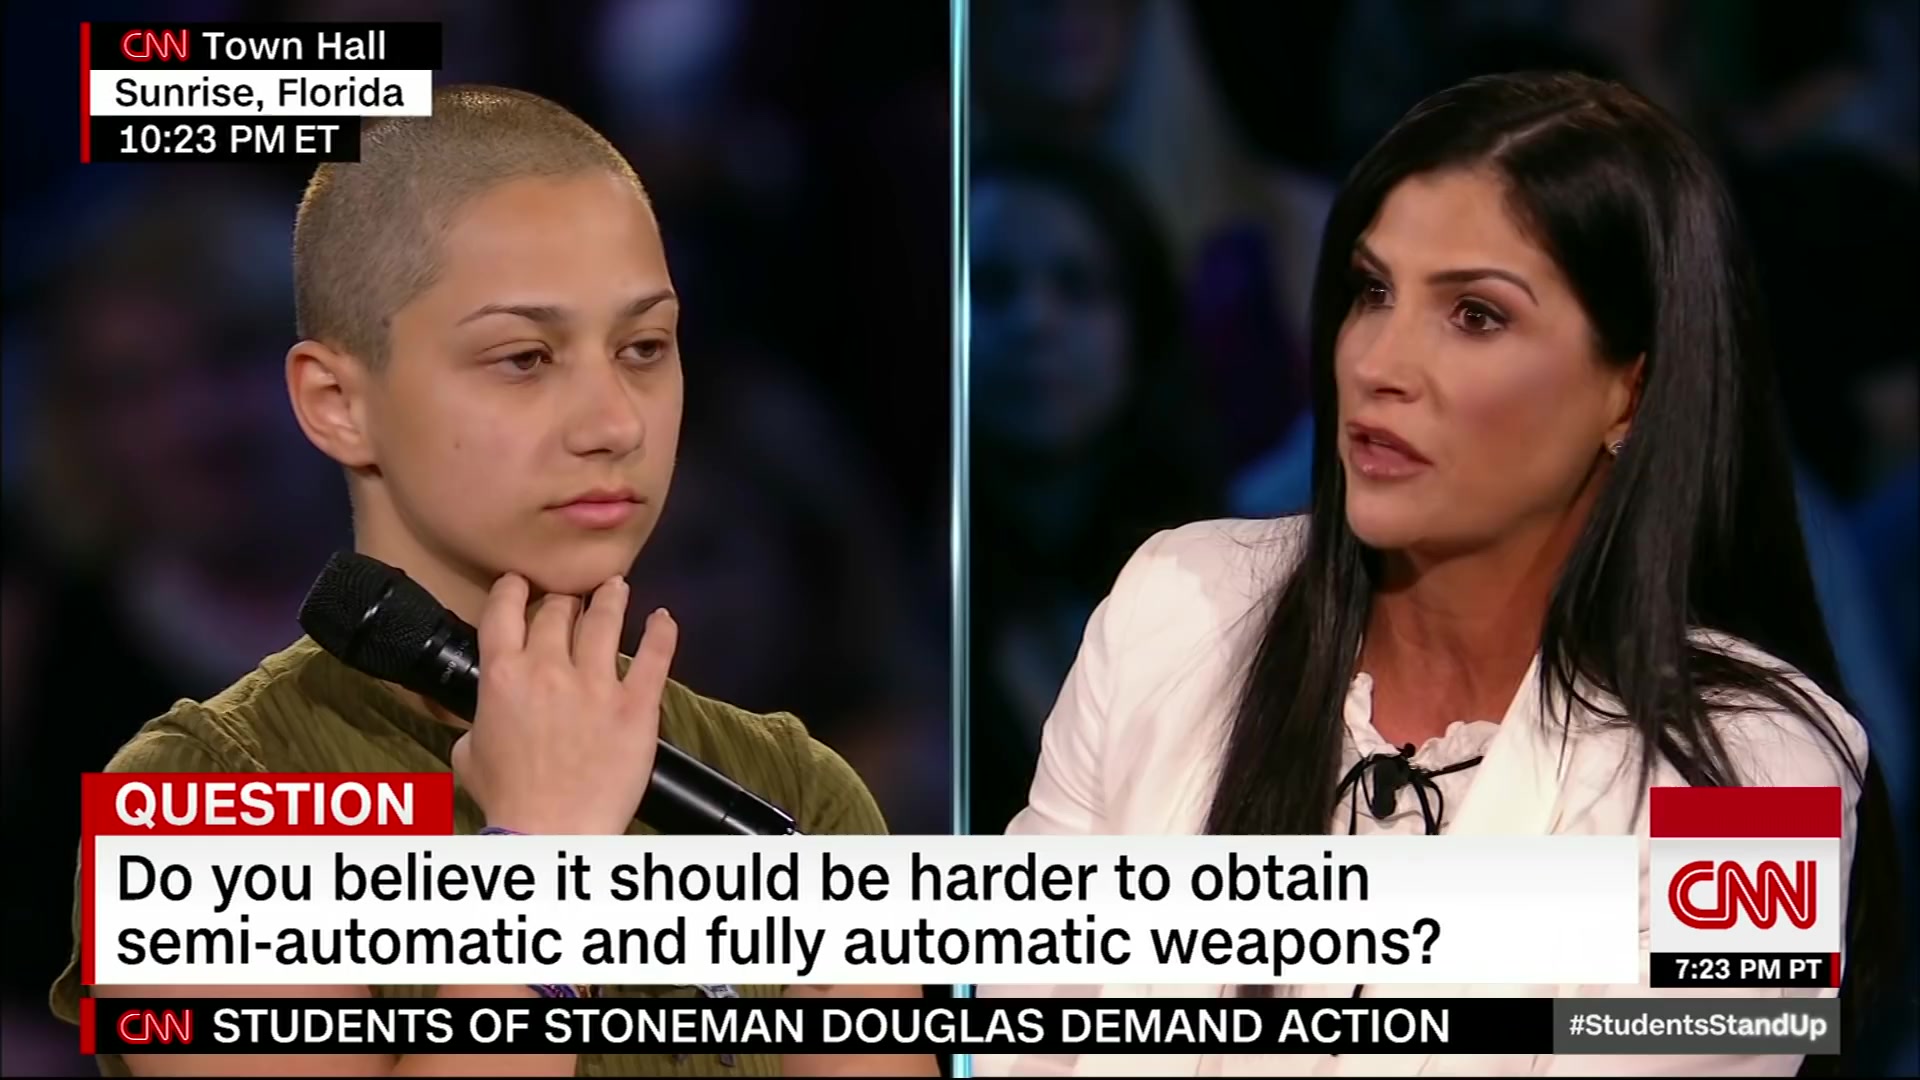 CNN Town Hall
Sunrise, Florida
10:23 PM ET
QUESTION
Do you believe it should be harder to obtain
semi-automatic and fully automatic weapons?
CNN
7:23 PM PT
CNN STUDENTS OF STONEMAN DOUGLAS DEMAND ACTION
#StudentsStandUp